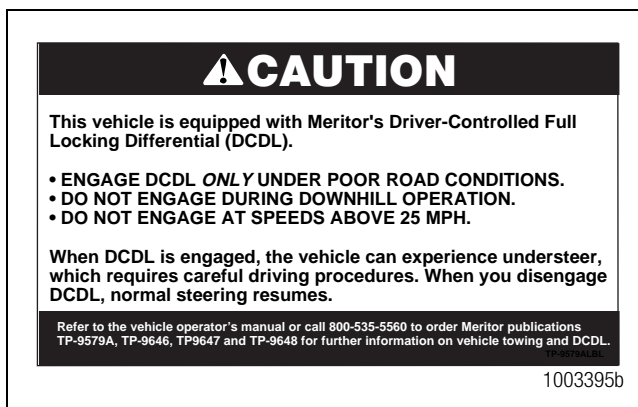 CAUTION
This vehicle is equipped with Meritor's Driver-Controlled Full
Locking Differential (DCDL).
• ENGAGE DCDL ONLY UNDER POOR ROAD CONDITIONS.
• DO NOT ENGAGE DURING DOWNHILL OPERATION.
• DO NOT ENGAGE AT SPEEDS ABOVE 25 MPH.
When DCDL is engaged, the vehicle can experience understeer,
which requires careful driving procedures. When you disengage
DCDL, normal steering resumes.
Refer to the vehicle operator's manual or call 800-535-5560 to order Meritor publications
TP-9579A, TP-9646, TP9647 and TP-9648 for further information on vehicle towing and DCDL.
TP-9579ALBL
1003395b